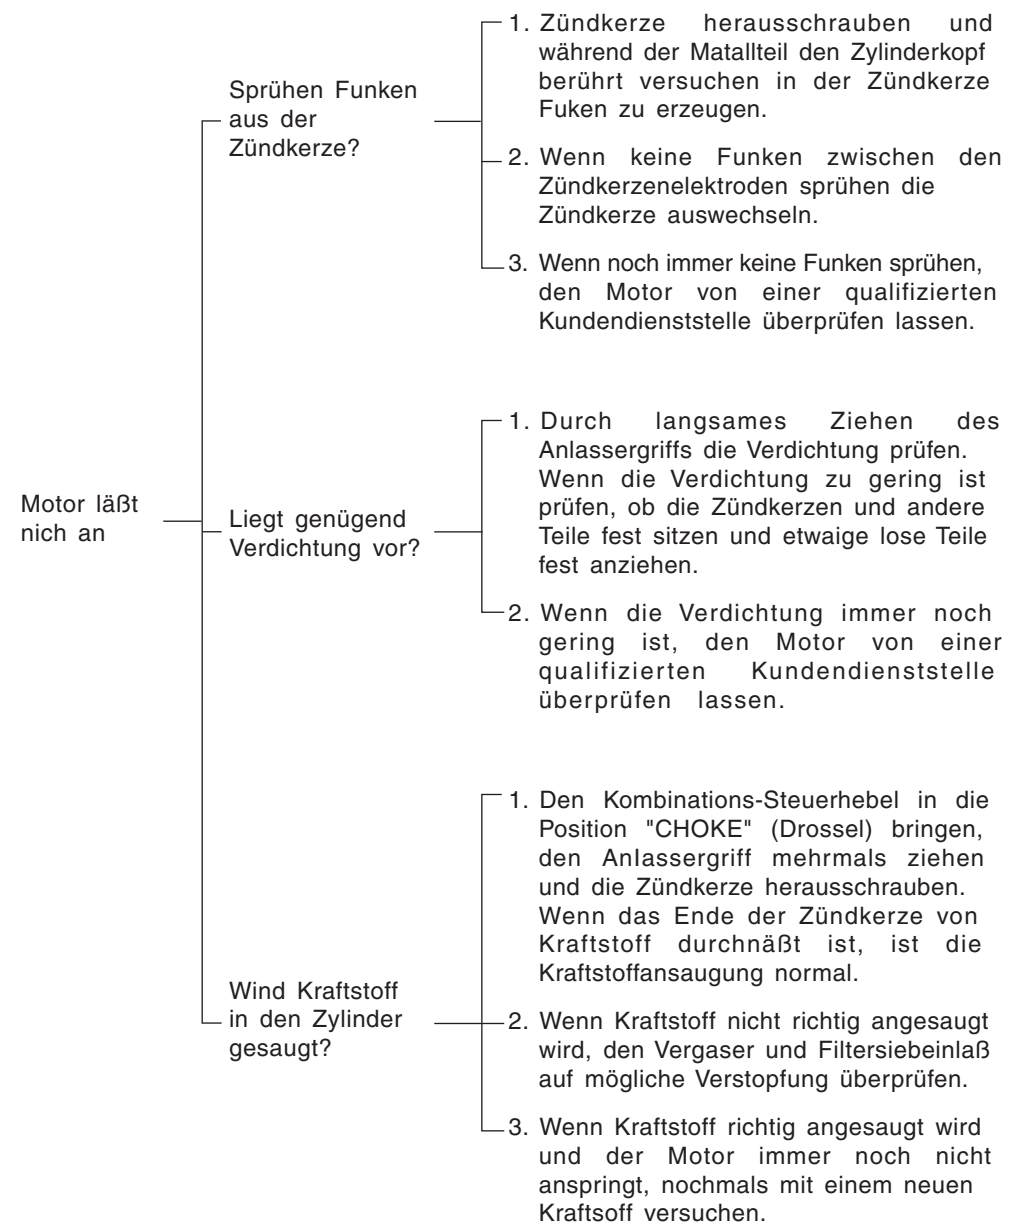 Motor läßt
nich an
Sprühen Funken
aus der
Zündkerze?
1. Zündkerze herausschrauben und
während der Matallteil den Zylinderkopf
berührt versuchen in der Zündkerze
Fuken zu erzeugen.
2. Wenn keine Funken zwischen den
Zündkerzenelektroden sprühen die
Zündkerze auswechseln.
3. Wenn noch immer keine Funken sprühen,
den Motor von einer qualifizierten
Kundendienststelle überprüfen lassen.
Liegt genügend
Verdichtung vor?
1. Durch langsames Ziehen des
Anlassergriffs die Verdichtung prüfen.
Wenn die Verdichtung zu gering ist
prüfen, ob die Zündkerzen und andere
Teile fest sitzen und etwaige lose Teile
fest anziehen.
2. Wenn die Verdichtung immer noch
gering ist, den Motor von einer
qualifizierten Kundendienststelle
überprüfen lassen.
Wind Kraftstoff
in den Zylinder
gesaugt?
1. Den Kombinations-Steuerhebel in die
Position "CHOKE" (Drossel) bringen,
den Anlassergriff mehrmals ziehen
und die Zündkerze herausschrauben.
Wenn das Ende der Zündkerze von
Kraftstoff durchnäßt ist, ist die
Kraftstoffansaugung normal.
2. Wenn Kraftstoff nicht richtig angesaugt
wird, den Vergaser und Filtersiebeinlaß
auf mögliche Verstopfung überprüfen.
3. Wenn Kraftstoff richtig angesaugt wird
und der Motor immer noch nicht
anspringt, nochmals mit einem neuen
Kraftsoff versuchen.